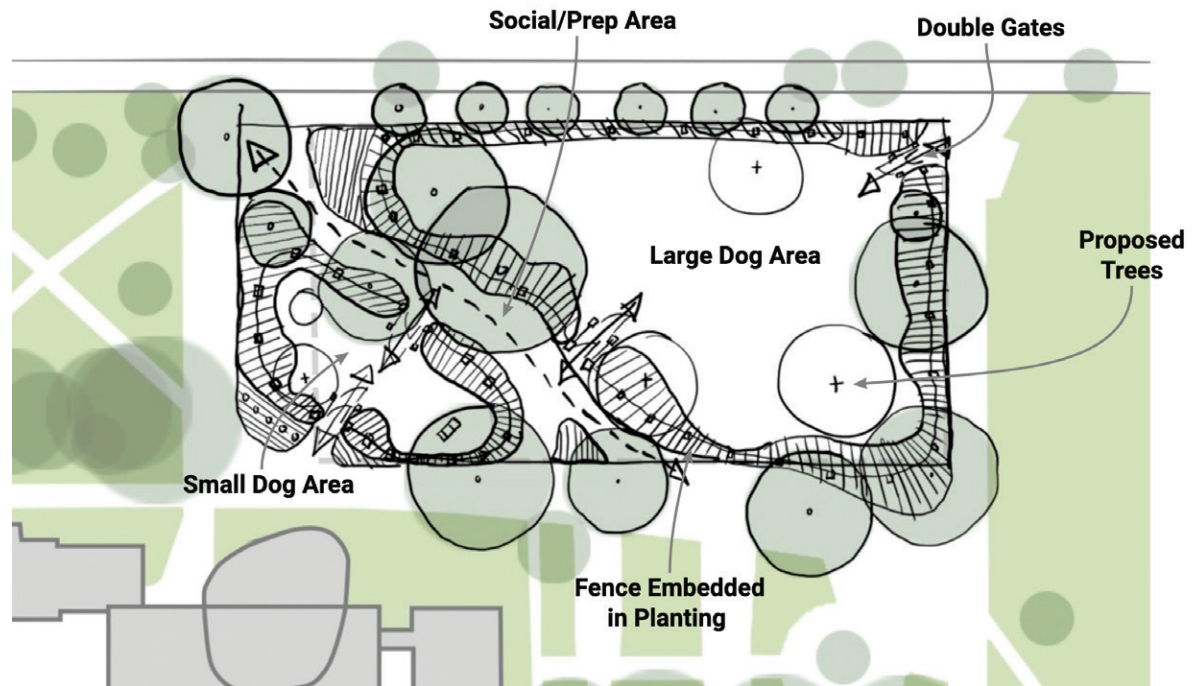 Social/Prep Area
Double Gates
Large Dog Area
Proposed
Trees
Small Dog Area
Fence Embedded
in Planting